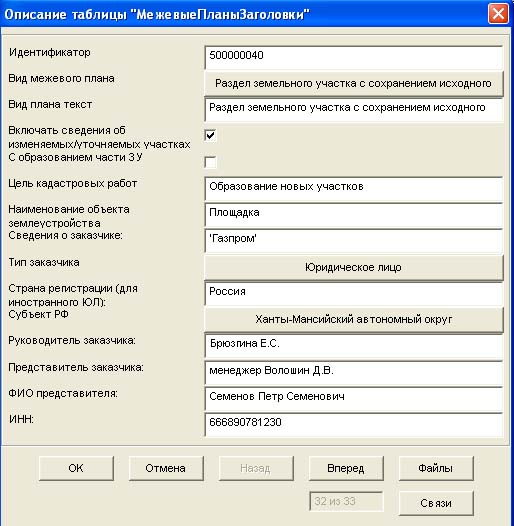 Описание таблицы "МежевыеПланыЗаголовки"
Идентификатор
500000040
Вид межевого плана
Раздел земельного участка с сохранением исходного
Вид плана текст
Раздел земельного участка с сохранением исходного
Включать сведения об
изменяемых/уточняемых участках
С образованием части ЗУ
Цель кадастровых работ
Образование новых участков
Наименование объекта
землеустройства
Площадка
Сведения о заказчике:
'Газпром'
Тип заказчика
Юридическое лицо
Страна регистрации (для
иностранного ЮЛ):
Россия
Субъект РФ
Ханты-Мансийский автономный округ
Руководитель заказчика:
Брюзгина Е.С.
Представитель заказчика:
менеджер Волошин Д.В.
ФИО представителя:
Семенов Петр Семенович
ИНН:
666890781230
ОК
Отмена
Назад
Вперед
Файлы
32 из 33
Связи